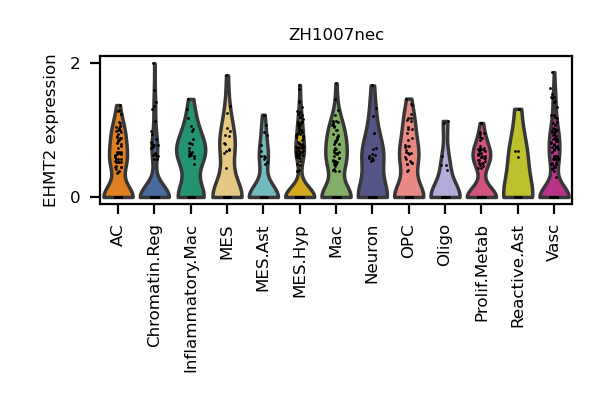 ZH1007nec
EHMT2 expression
2
0
AC
Chromatin.Reg
Inflammatory.Mac
MES
MES.Ast
MES.Hyp
Mac
Neuron
OPC
Oligo
Prolif.Metab
Reactive.Ast
Vasc